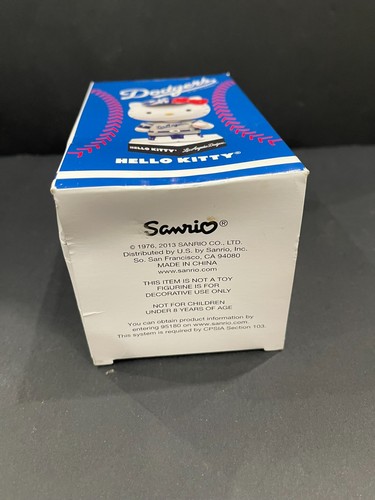 Dodgers
HELLO KITTY® Los Angeles Dodgers
HELLO KITTY®
Sanrio®
© 1976, 2013 SANRIO CO., LTD.
Distributed by U.S. by Sanrio, Inc.
So. San Francisco, CA 94080
MADE IN CHINA
www.sanrio.com
THIS ITEM IS NOT A TOY
FIGURINE IS FOR
DECORATIVE USE ONLY
NOT FOR CHILDREN
UNDER 8 YEARS OF AGE
You can obtain product information by
entering 95180 on www.sanrio.com.
This system is required by CPSIA Section 103.